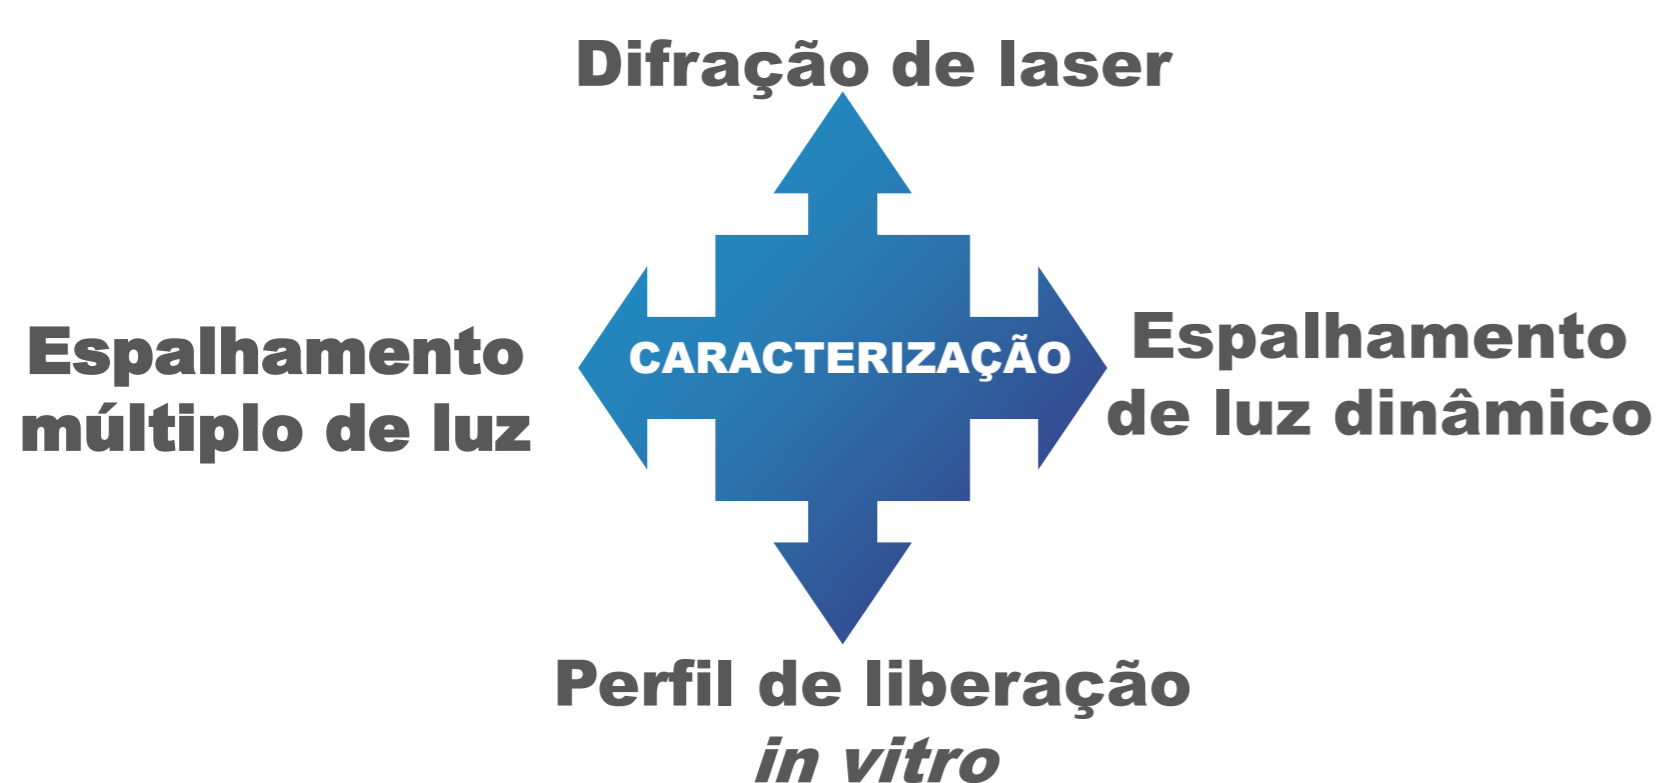 Difração de laser
Espalhamento
múltiplo de luz
CARACTERIZAÇÃO
Espalhamento
de luz dinâmico
Perfil de liberação
in vitro